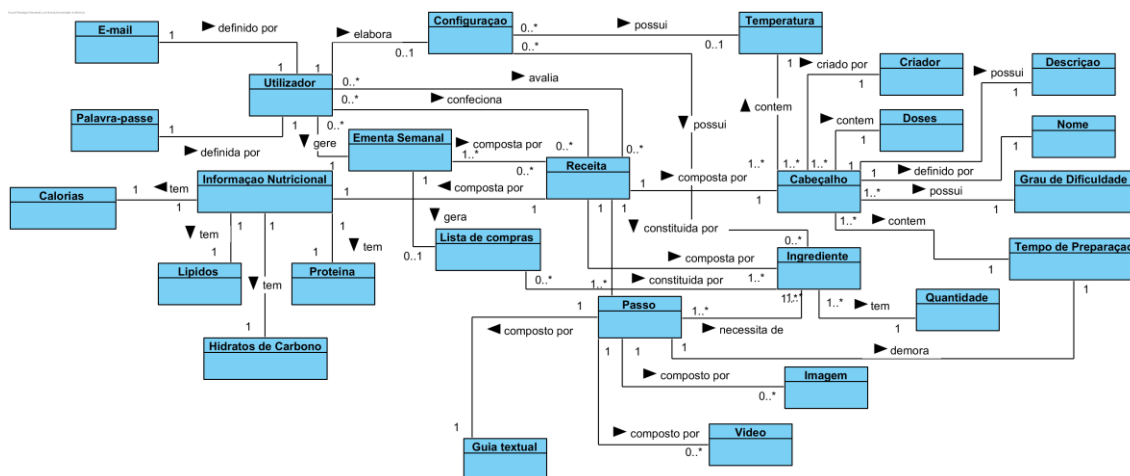 E-mail
1
definido por
1
Utilizador
1
elabora
0..1
Configuraçao
0..*
possui
0..1
Temperatura
0..*
possui
0..*
avalia
0..*
0..*
confeciona
0..*
Palavra-passe
1
definida por
1
0..*
gere
1
Ementa Semanal
1..*
composta por
0..*
Receita
1
contem
1..*
criado por
1
Criador
1..*
contem
1
Doses
1..*
possui
1
Descriçao
1
definido por
1
Nome
1
possui
1..*
1
Grau de Dificuldade
contem
1..*
1
Tempo de Preparaçao
Cabeçalho
1
composta por
1
Informaçao Nutricional
1
composta por
1
Calorias
1
tem
1
Lipidos
1
tem
1
Hidratos de Carbono
1
tem
1
Proteina
1
tem
1
1
gera
0..1
Lista de compras
0..*
constituida por
1..*
constituida por
0..*
Ingrediente
1
composta por
1..*
1..*
tem
1
Quantidade
1
1..*
Passo
1..*
necessita de
1..*
1
demora
1
1
composto por
1
Guia textual
1
composto por
0..*
Imagem
1
composto por
0..*
Video